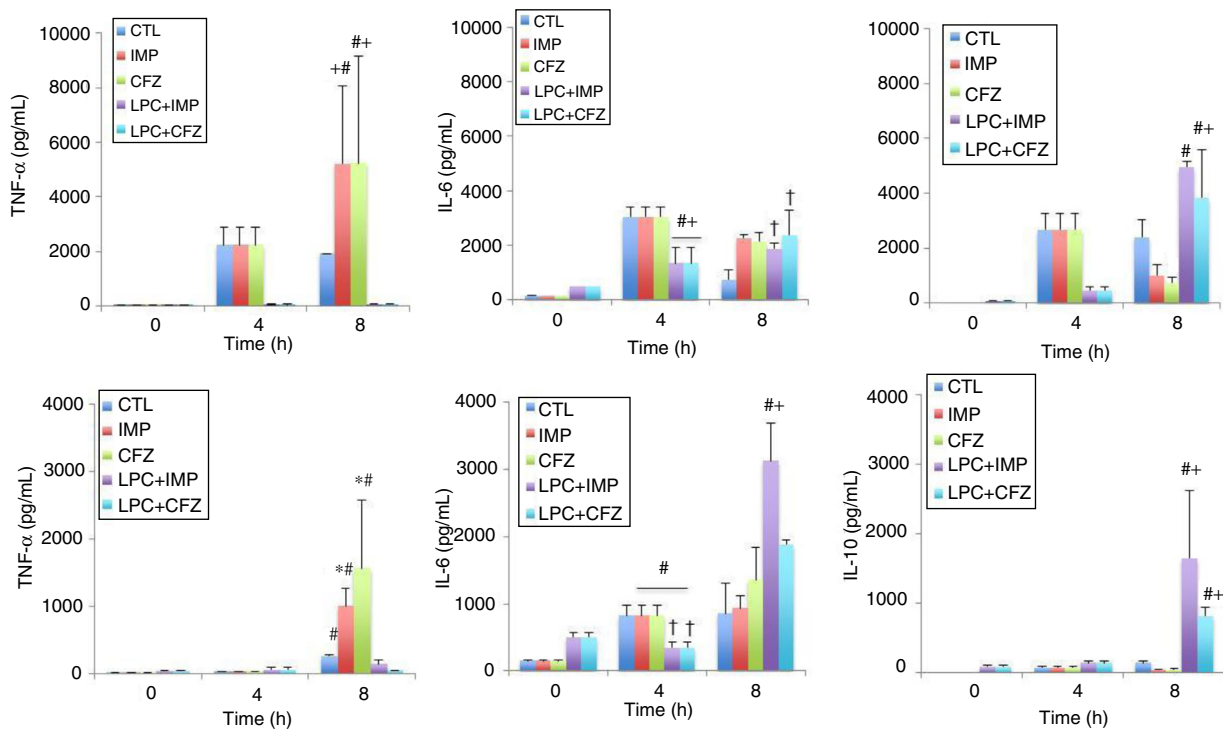 10000
8000
6000
4000
2000
0
TNF-α (pg/mL)
CTL
IMP
CFZ
LPC+IMP
LPC+CFZ
+#
#+
0 4 8
Time (h)
10000
8000
6000
4000
2000
0
IL-6 (pg/mL)
CTL
IMP
CFZ
LPC+IMP
LPC+CFZ
#+
†
†
0 4 8
Time (h)
10000
8000
6000
4000
2000
0
CTL
IMP
CFZ
LPC+IMP
LPC+CFZ
#
#+
0 4 8
Time (h)
4000
3000
2000
1000
0
TNF-α (pg/mL)
CTL
IMP
CFZ
LPC+IMP
LPC+CFZ
#
*#
*#
0 4 8
Time (h)
4000
3000
2000
1000
0
IL-6 (pg/mL)
CTL
IMP
CFZ
LPC+IMP
LPC+CFZ
#
† †
#+
0 4 8
Time (h)
4000
3000
2000
1000
0
IL-10 (pg/mL)
CTL
IMP
CFZ
LPC+IMP
LPC+CFZ
#+
#+
0 4 8
Time (h)